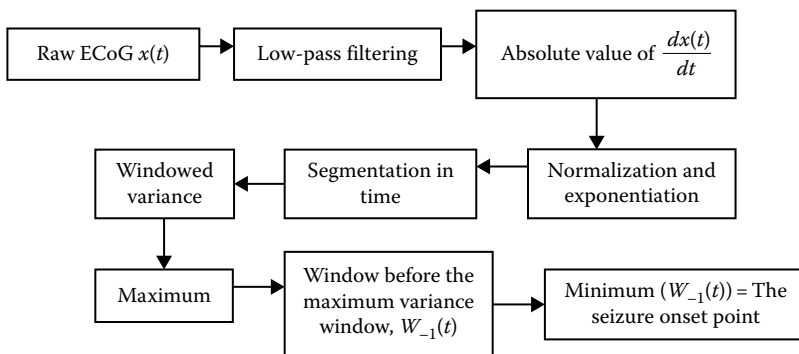 Raw ECoG x(t)
Low-pass filtering
Absolute value of dx(t)/dt
Normalization and
exponentiation
Segmentation in
time
Windowed
variance
Maximum
Window before the
maximum variance
window, W₋₁(t)
Minimum (W₋₁(t)) = The
seizure onset point